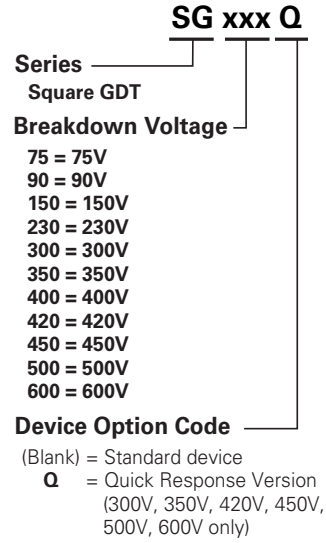 SG xxx Q
Series
Square GDT
Breakdown Voltage
75 = 75V
90 = 90V
150 = 150V
230 = 230V
300 = 300V
350 = 350V
400 = 400V
420 = 420V
450 = 450V
500 = 500V
600 = 600V
Device Option Code
(Blank) = Standard device
Q = Quick Response Version
(300V, 350V, 420V, 450V,
500V, 600V only)